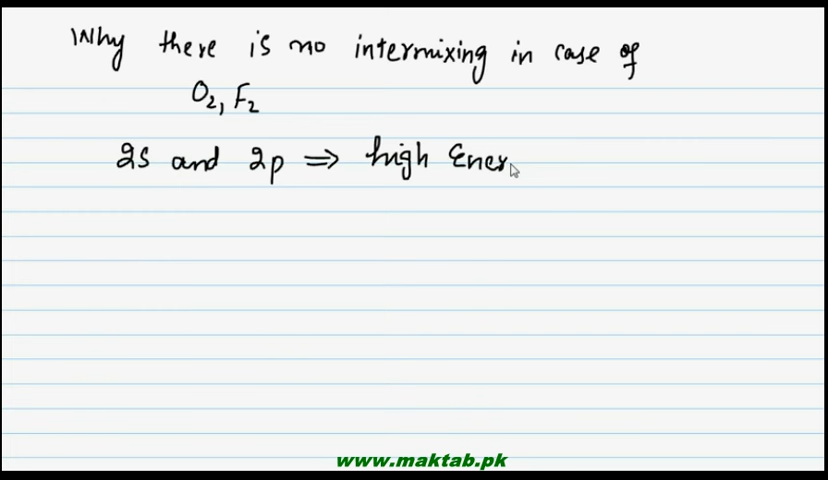 Why there is no intermixing in case of
O₂, F₂
2s and 2p ⇒ high Ener
www.maktab.pk